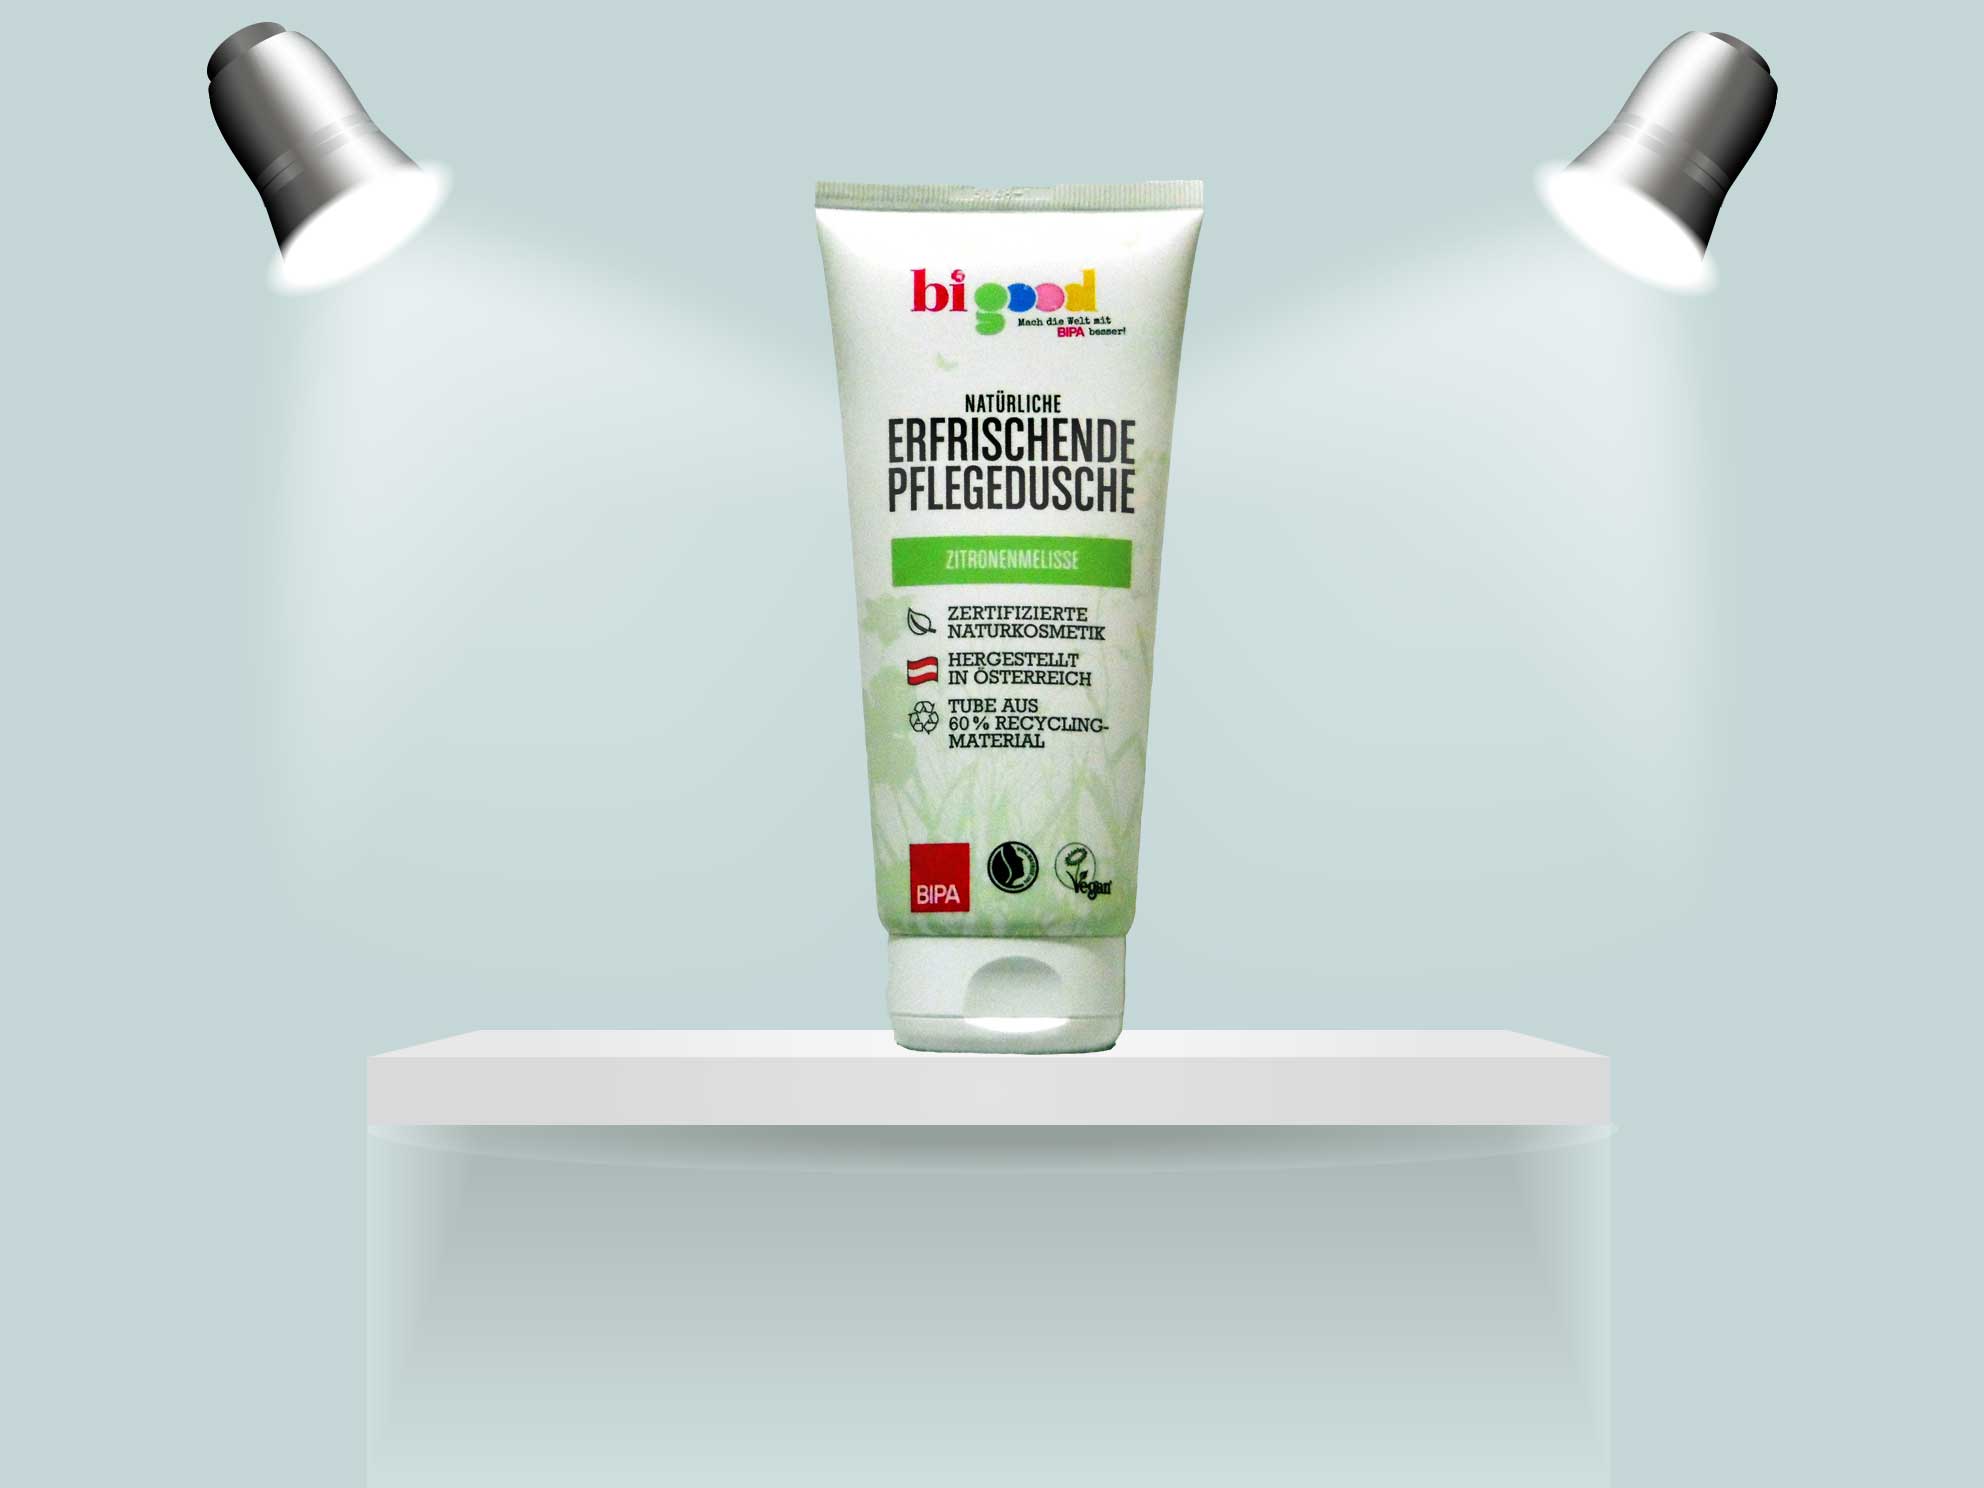 bi good
Mach die Welt mit
BIPA besser!
NATÜRLICHE
ERFRISCHENDE
PFLEGEDUSCHE
ZITRONENMELISSE
ZERTIFIZIERTE
NATURKOSMETIK
HERGESTELLT
IN ÖSTERREICH
TUBE AUS
60 % RECYCLING-
MATERIAL
BIPA
Vegan